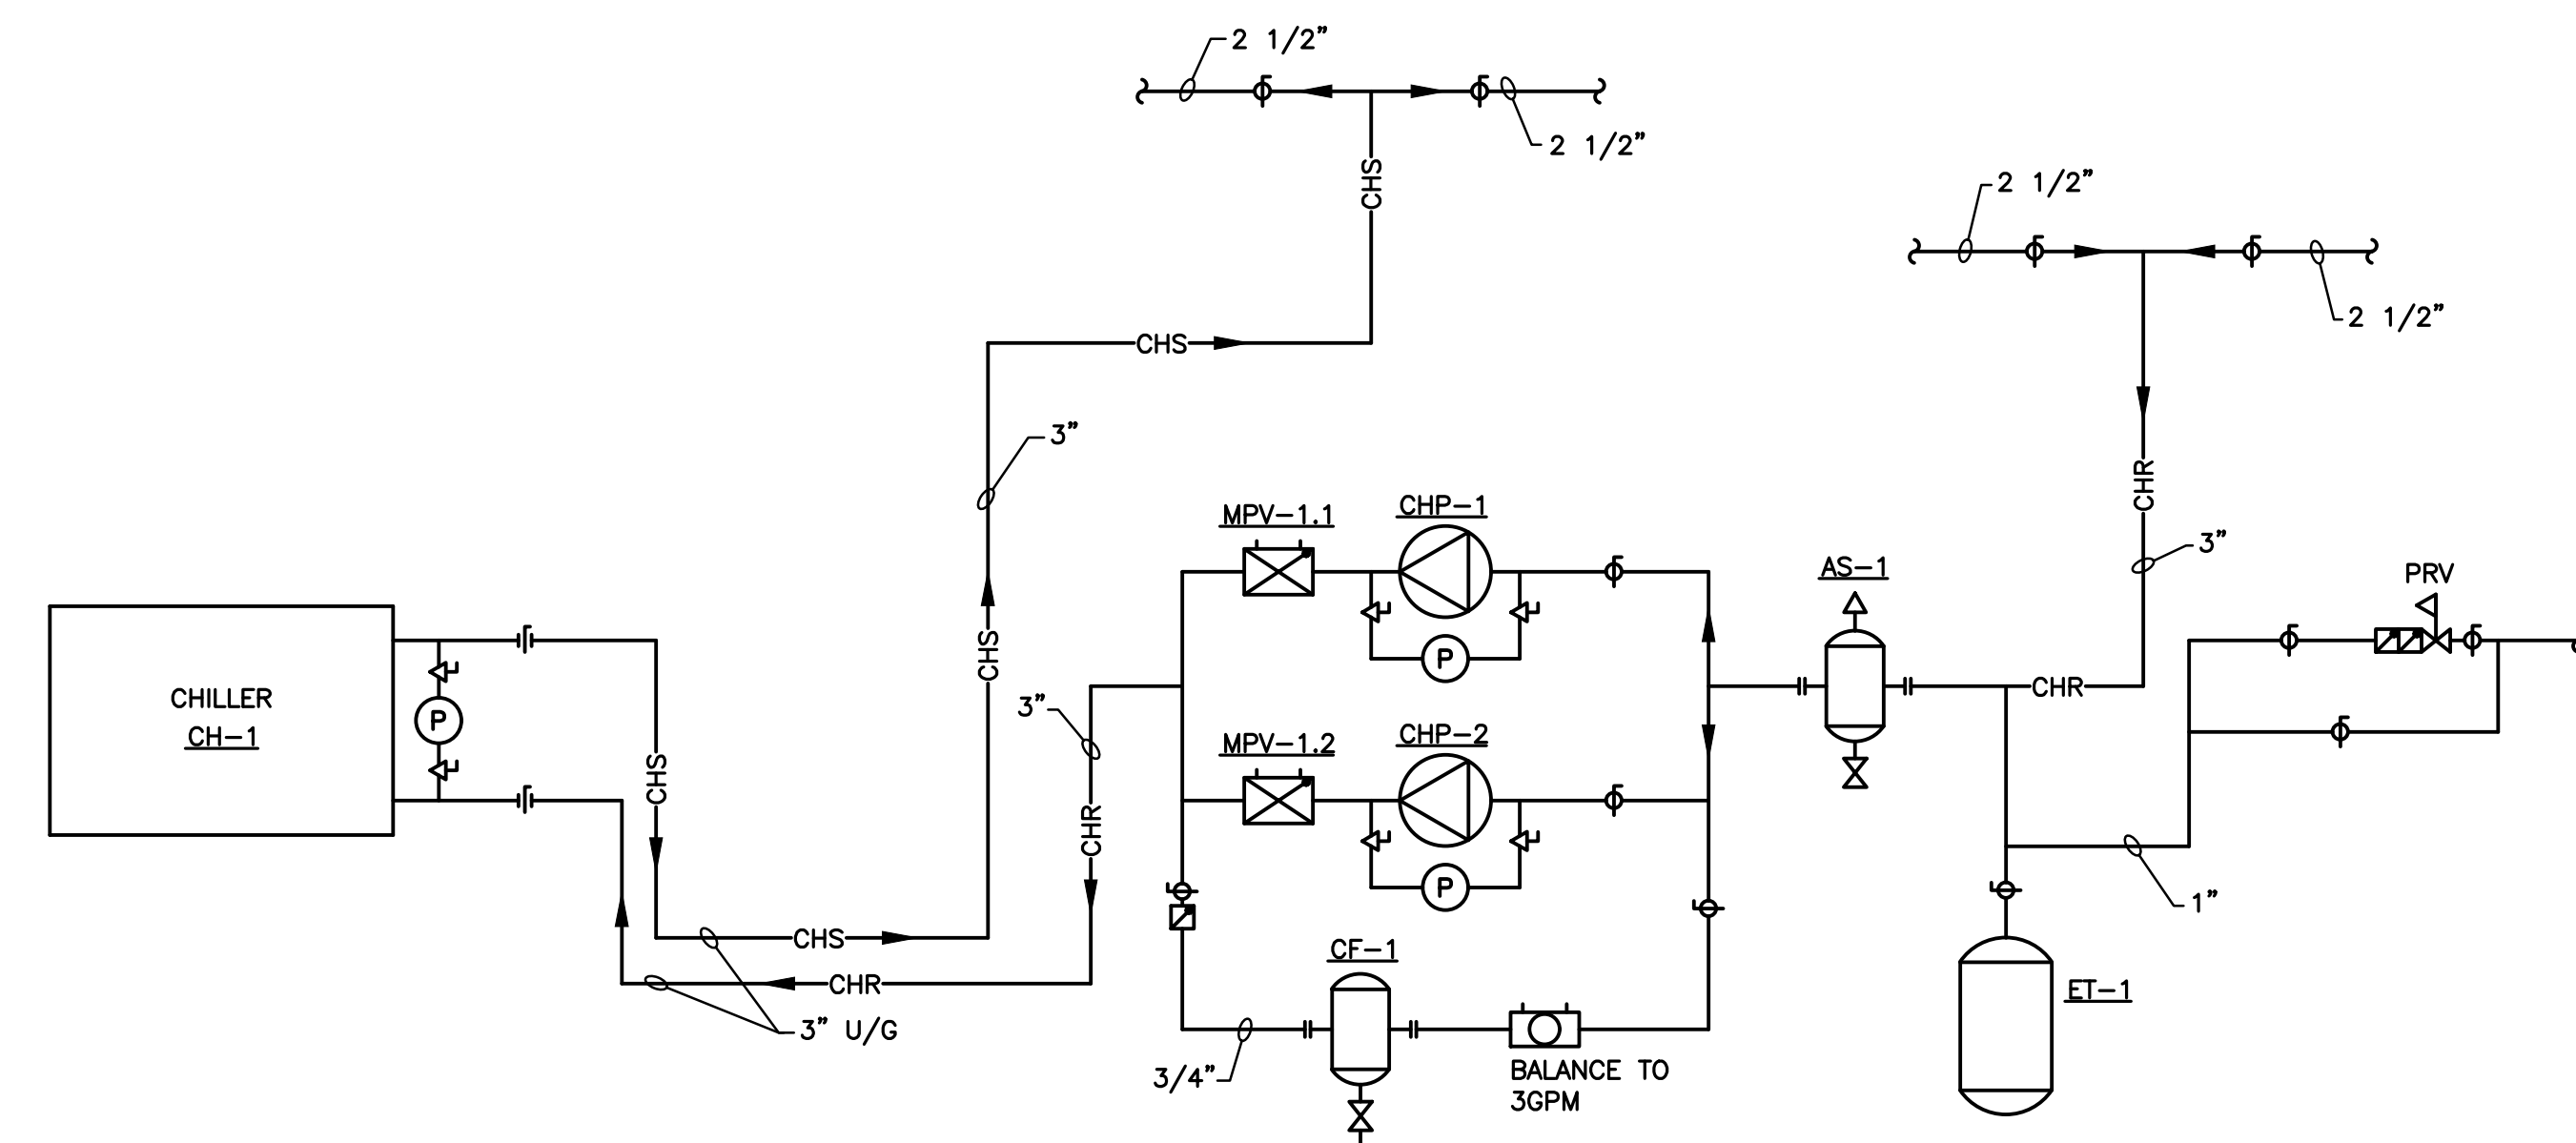 2 1/2”
2 1/2”
CHS
2 1/2”
2 1/2”
CHS
3”
CHR
MPV-1.1
CHP-1
3”
AS-1
PRV
P
CHS
CHILLER
CH-1
P
3”
CHR
MPV-1.2
CHP-2
CHS
CHR
P
1”
CHS
CF-1
CHR
ET-1
3” U/G
3/4”
BALANCE TO
3GPM